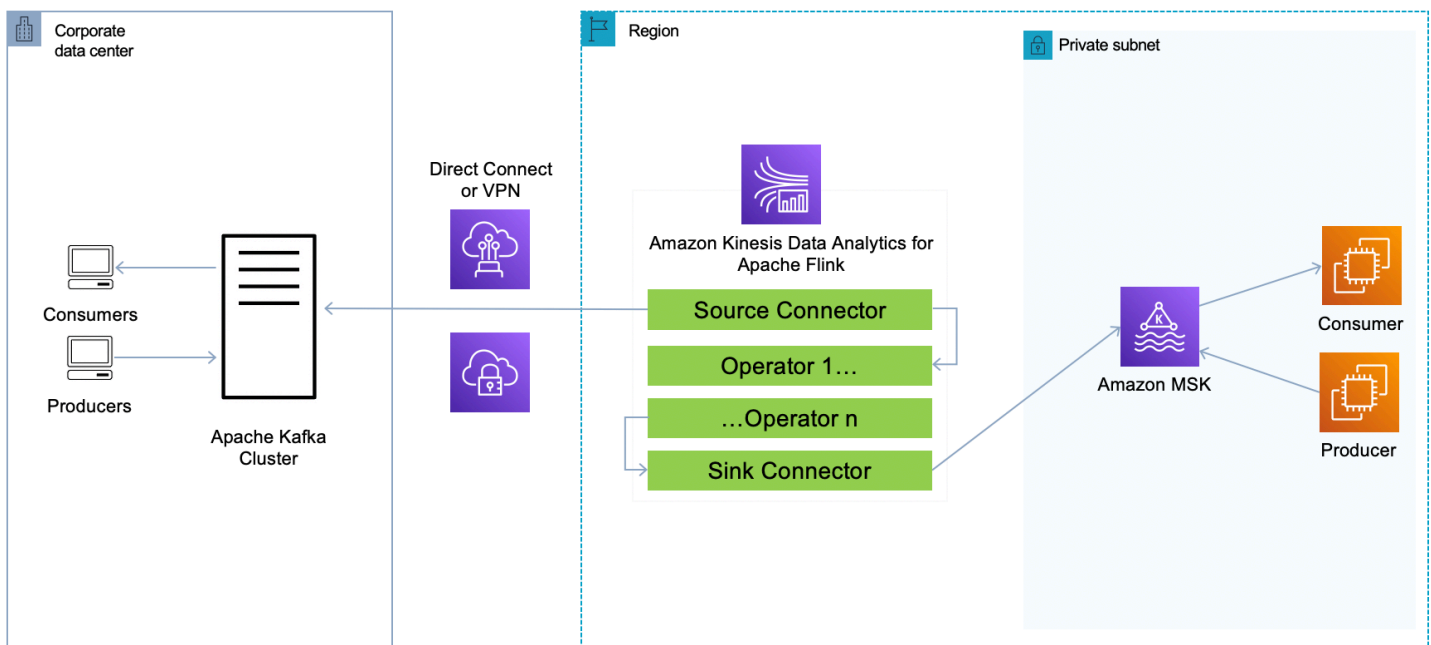 Corporate
data center
Region
Private subnet
Direct Connect
or VPN
Amazon Kinesis Data Analytics for
Apache Flink
Source Connector
Operator 1…
…Operator n
Sink Connector
Consumers
Producers
Apache Kafka
Cluster
K
Amazon MSK
Consumer
Producer